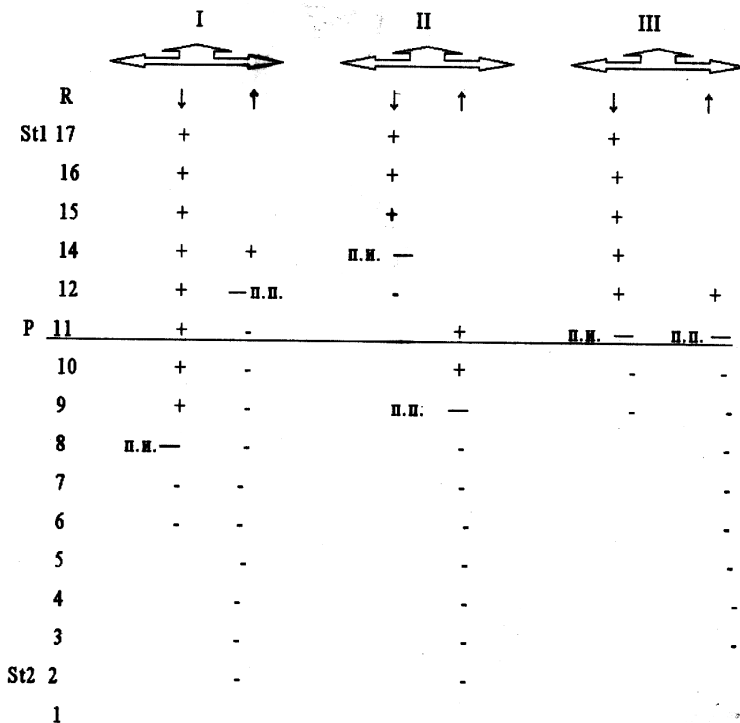 I II III
R ↓ ↑ ↓ ↑ ↓ ↑
St1 17 + + +
16 + + +
15 + + +
14 + + п.и. — +
12 + — п.п. - + +
P 11 + - + п.и. — п.п. —
10 + - + - -
9 + - п.п. — - -
8 п.и. — - - -
7 - - - -
6 - - - -
5 - - -
4 - - -
3 - - -
St2 2 - -
1